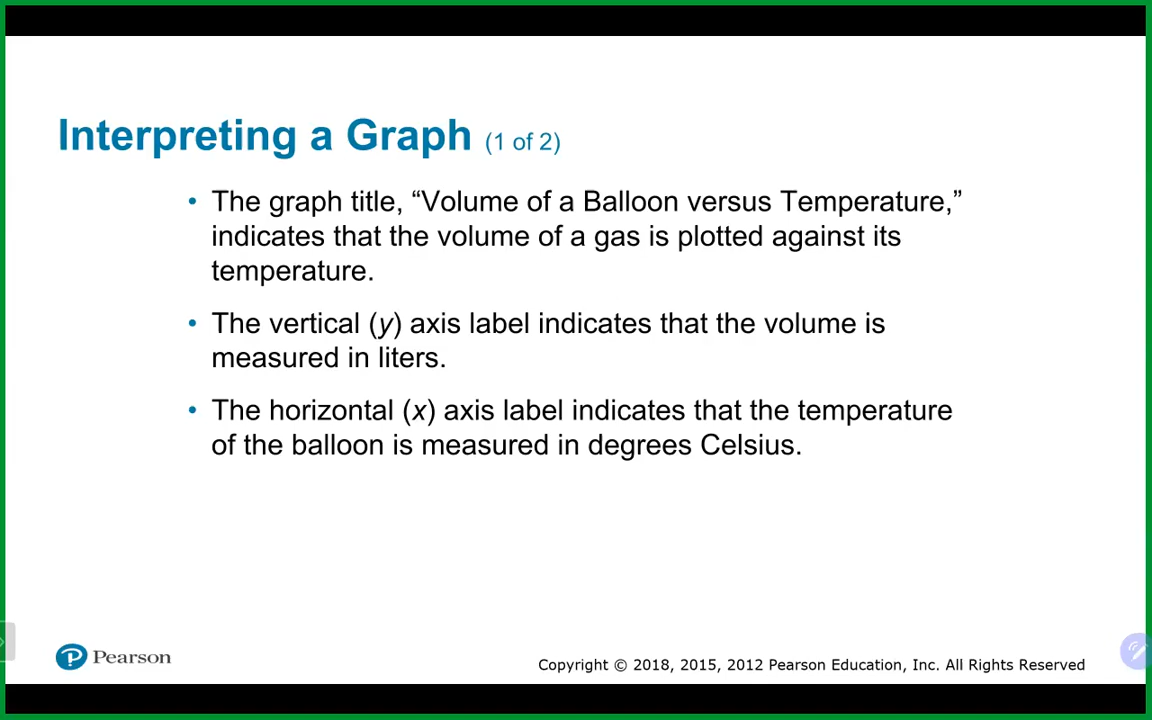 Interpreting a Graph (1 of 2)
• The graph title, “Volume of a Balloon versus Temperature,”
indicates that the volume of a gas is plotted against its
temperature.
• The vertical (y) axis label indicates that the volume is
measured in liters.
• The horizontal (x) axis label indicates that the temperature
of the balloon is measured in degrees Celsius.
Pearson
Copyright © 2018, 2015, 2012 Pearson Education, Inc. All Rights Reserved